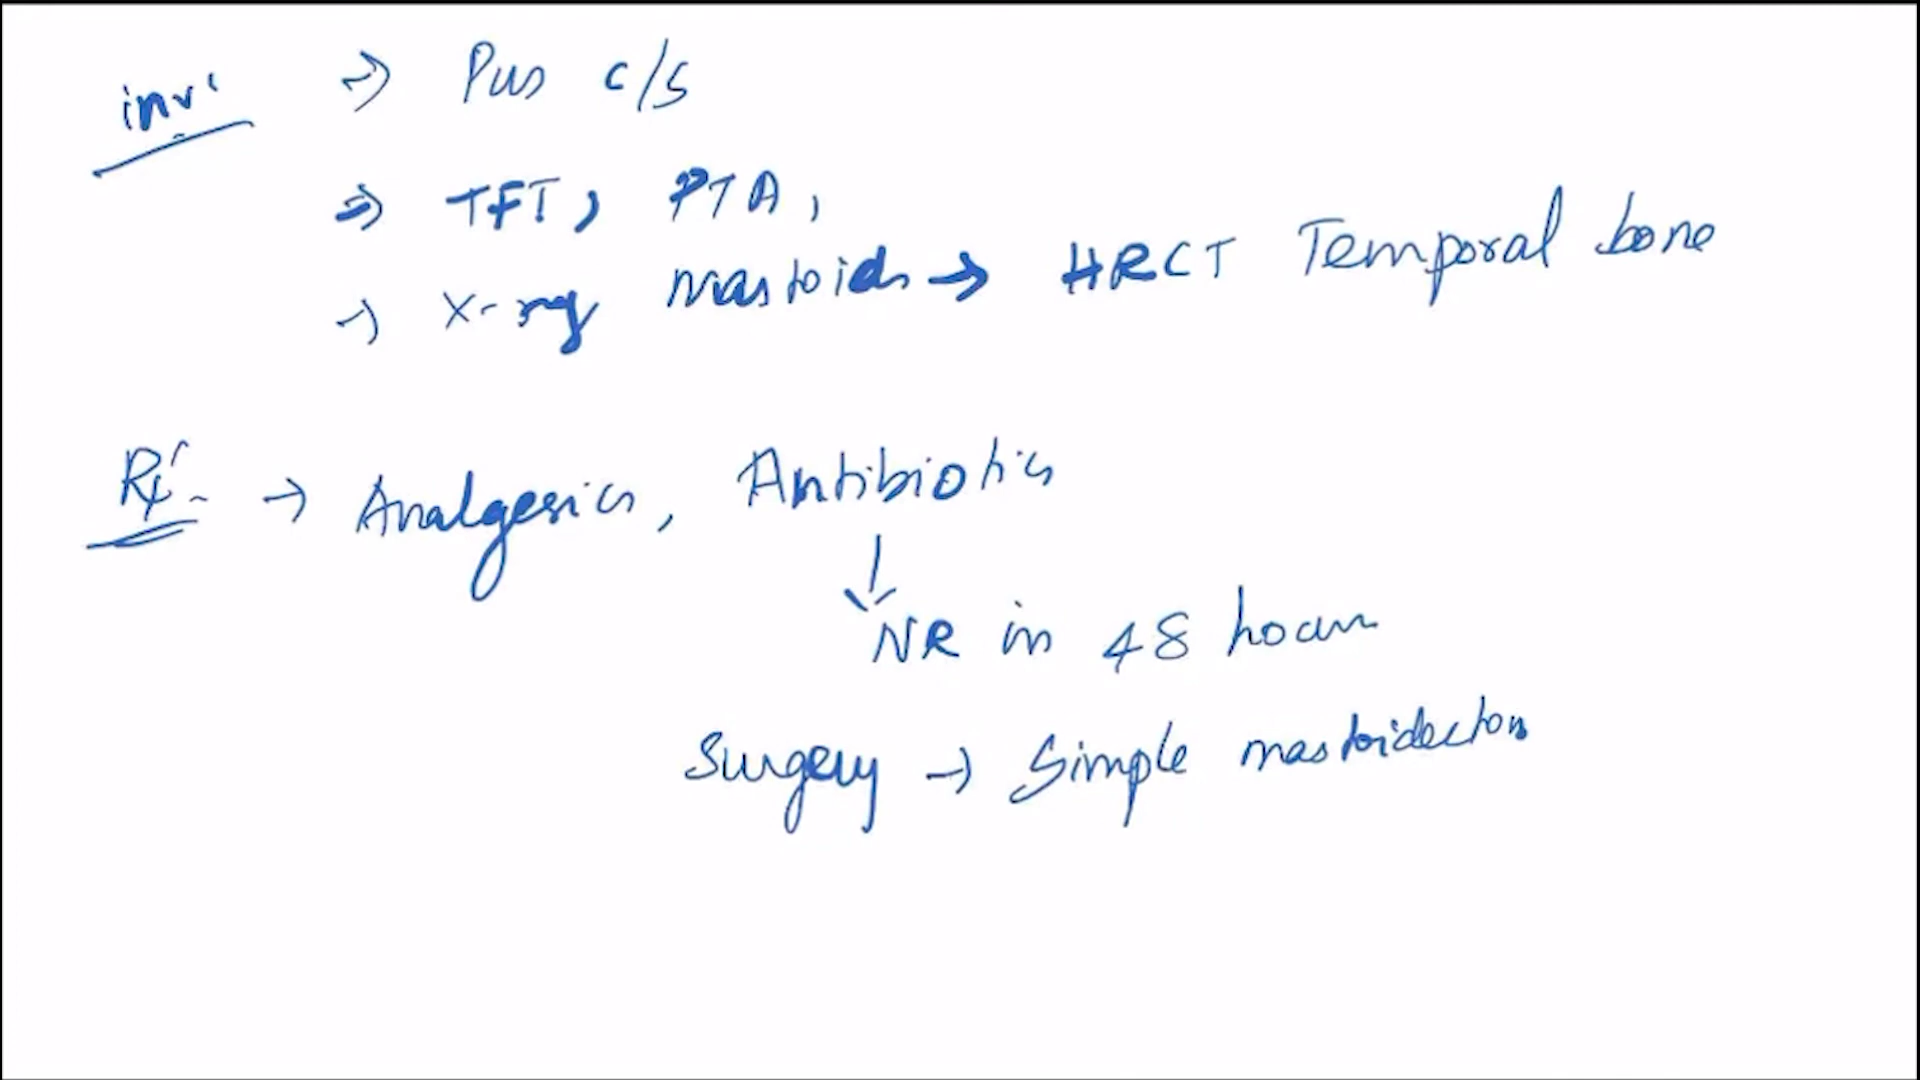 inv. → Pus c/s
→ TFT, PTA,
→ X-ray mastoids → HRCT Temporal bone
Rx. → Analgesics, Antibiotics
↓
NR in 48 hours
Surgery → Simple mastoidectomy